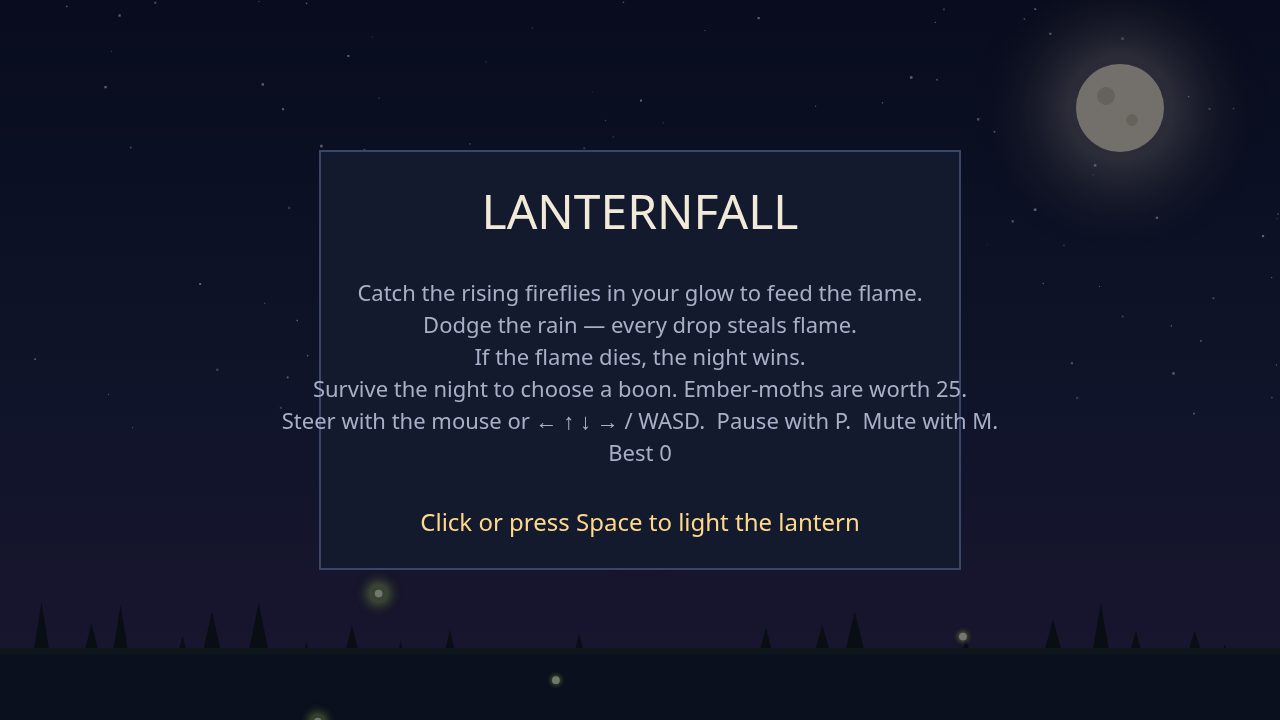 LANTERNFALL
Catch the rising fireflies in your glow to feed the flame.
Dodge the rain — every drop steals flame.
If the flame dies, the night wins.
Survive the night to choose a boon. Ember-moths are worth 25.
Steer with the mouse or ← ↑ ↓ → / WASD.  Pause with P.  Mute with M.
Best 0
Click or press Space to light the lantern